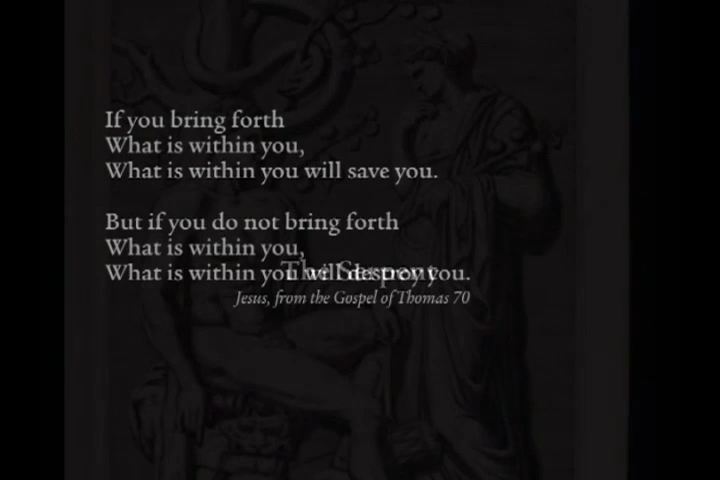 If you bring forth
What is within you,
What is within you will save you.
But if you do not bring forth
What is within you,
What is within you will destroy you.
The Serpent
Jesus, from the Gospel of Thomas 70